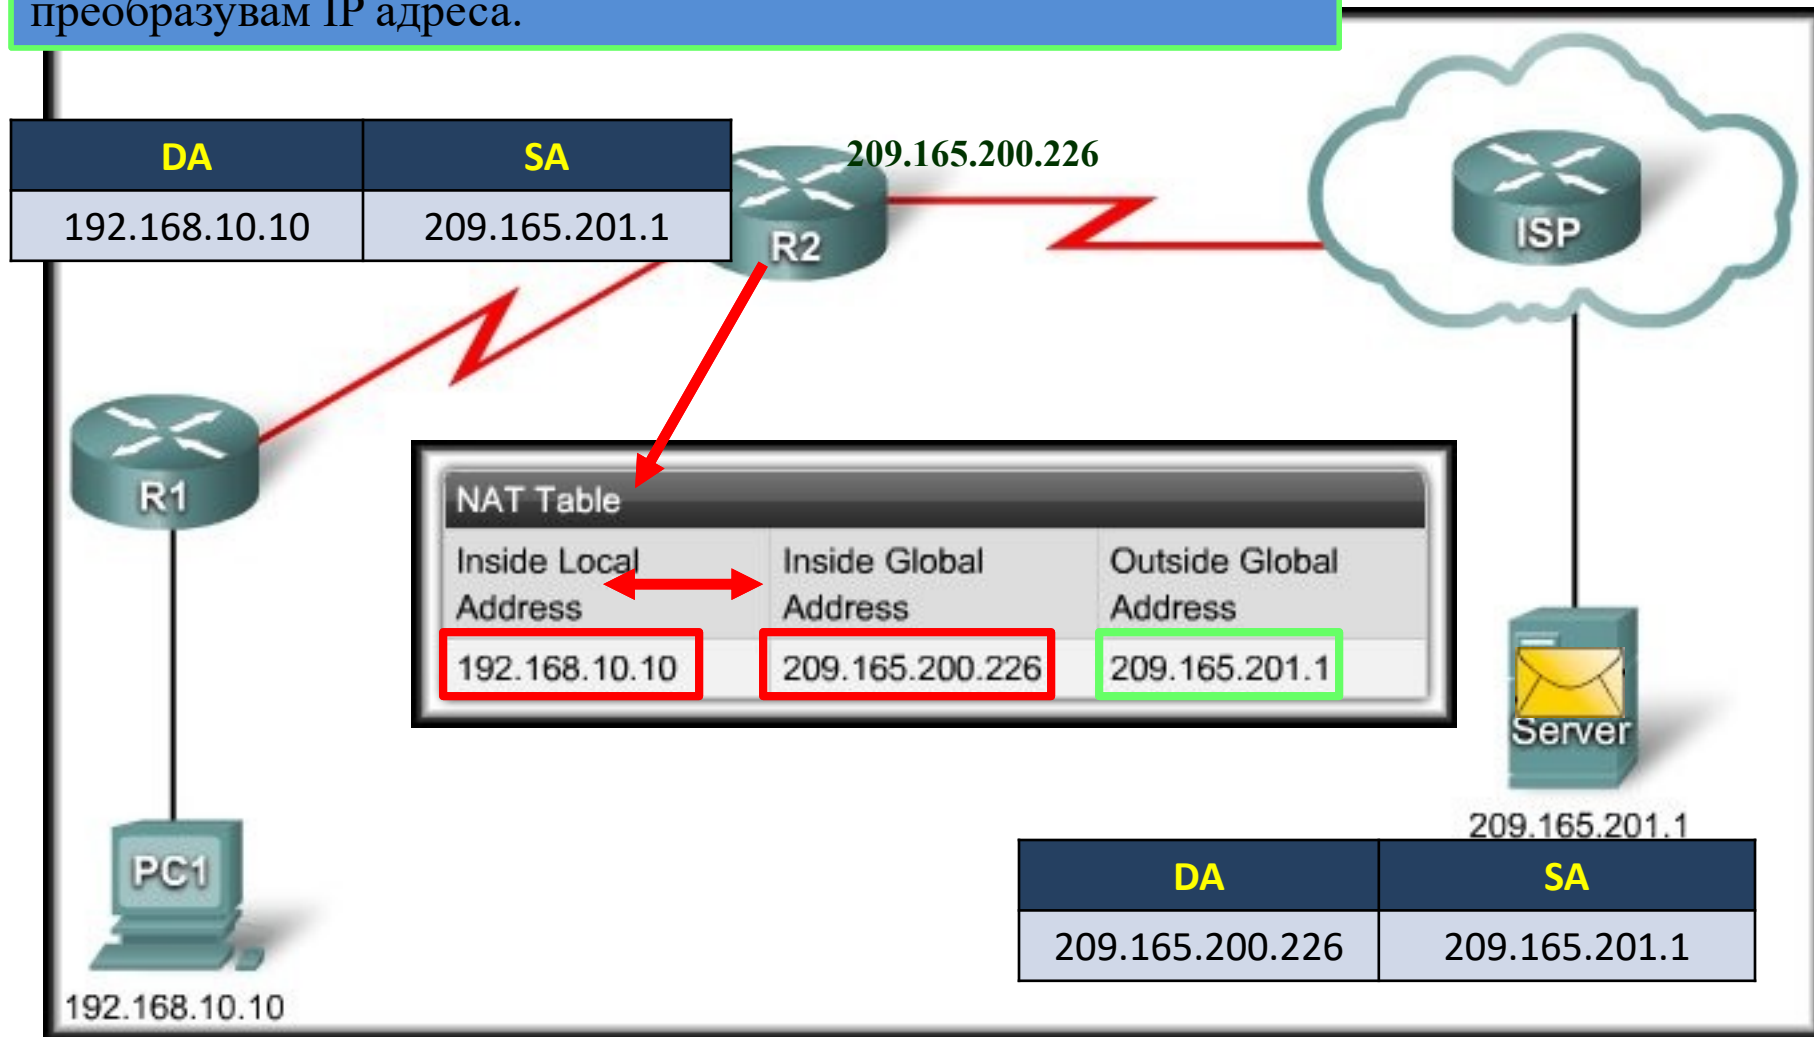 преобразувам IP адреса.
DA SA
192.168.10.10 209.165.201.1
209.165.200.226
R2
ISP
R1
NAT Table
Inside Local Address Inside Global Address Outside Global Address
192.168.10.10 209.165.200.226 209.165.201.1
Server
209.165.201.1
PC1
192.168.10.10
DA SA
209.165.200.226 209.165.201.1